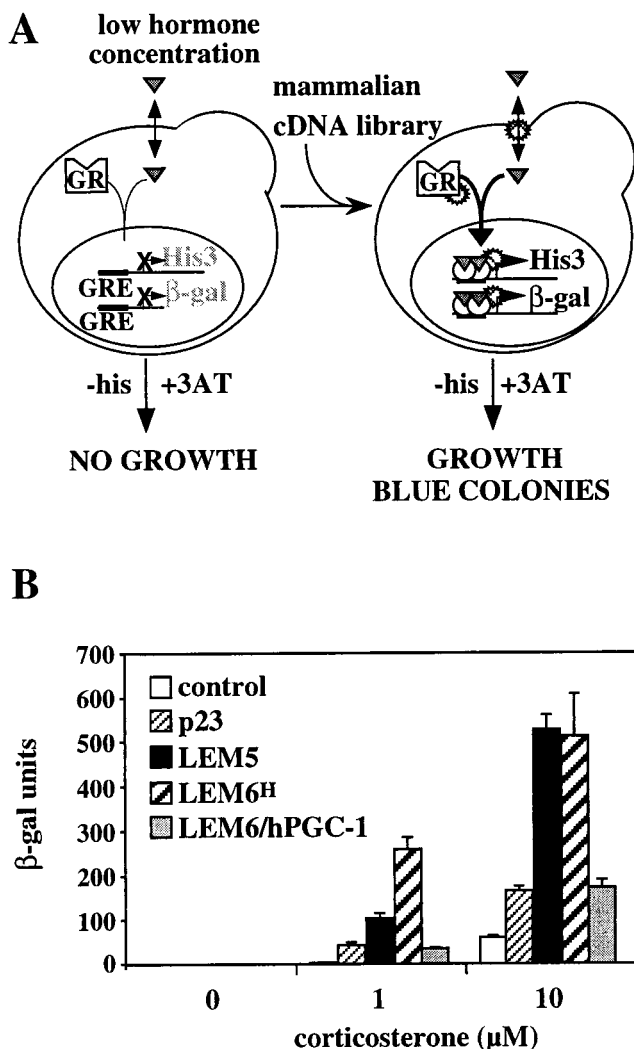 A
low hormone
concentration
mammalian
cDNA library
GR
GR
X His3
GRE X β-gal
GRE
His3
β-gal
-his +3AT
-his +3AT
NO GROWTH
GROWTH
BLUE COLONIES
B
700
600
500
400
300
200
100
0
β-gal units
control
p23
LEM5
LEM6ᴴ
LEM6/hPGC-1
0 1 10
corticosterone (µM)